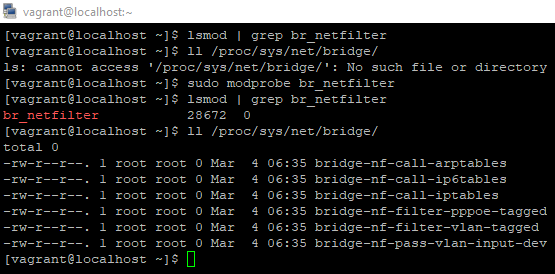 vagrant@localhost:~
[vagrant@localhost ~]$ lsmod | grep br_netfilter
[vagrant@localhost ~]$ ll /proc/sys/net/bridge/
ls: cannot access '/proc/sys/net/bridge/': No such file or directory
[vagrant@localhost ~]$ sudo modprobe br_netfilter
[vagrant@localhost ~]$ lsmod | grep br_netfilter
br_netfilter           28672  0
[vagrant@localhost ~]$ ll /proc/sys/net/bridge/
total 0
-rw-r--r--. 1 root root 0 Mar  4 06:35 bridge-nf-call-arptables
-rw-r--r--. 1 root root 0 Mar  4 06:35 bridge-nf-call-ip6tables
-rw-r--r--. 1 root root 0 Mar  4 06:35 bridge-nf-call-iptables
-rw-r--r--. 1 root root 0 Mar  4 06:35 bridge-nf-filter-pppoe-tagged
-rw-r--r--. 1 root root 0 Mar  4 06:35 bridge-nf-filter-vlan-tagged
-rw-r--r--. 1 root root 0 Mar  4 06:35 bridge-nf-pass-vlan-input-dev
[vagrant@localhost ~]$